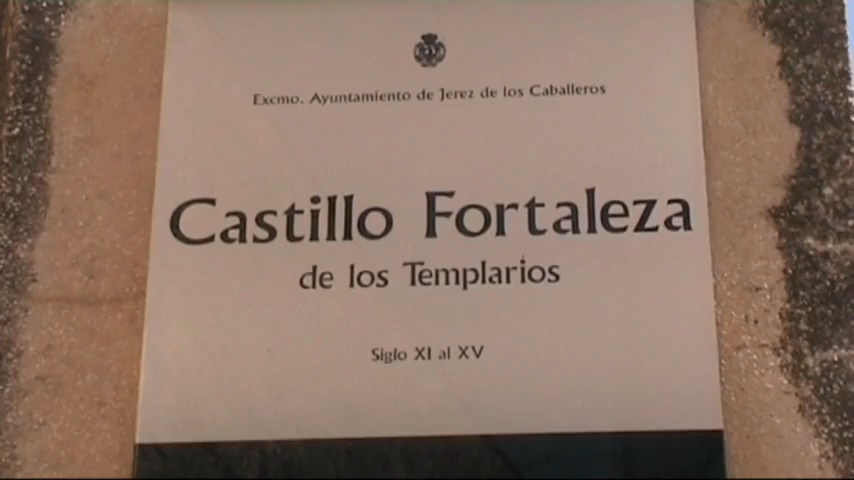 Excmo. Ayuntamiento de Jerez de los Caballeros
Castillo Fortaleza
de los Templarios
Siglo XI al XV